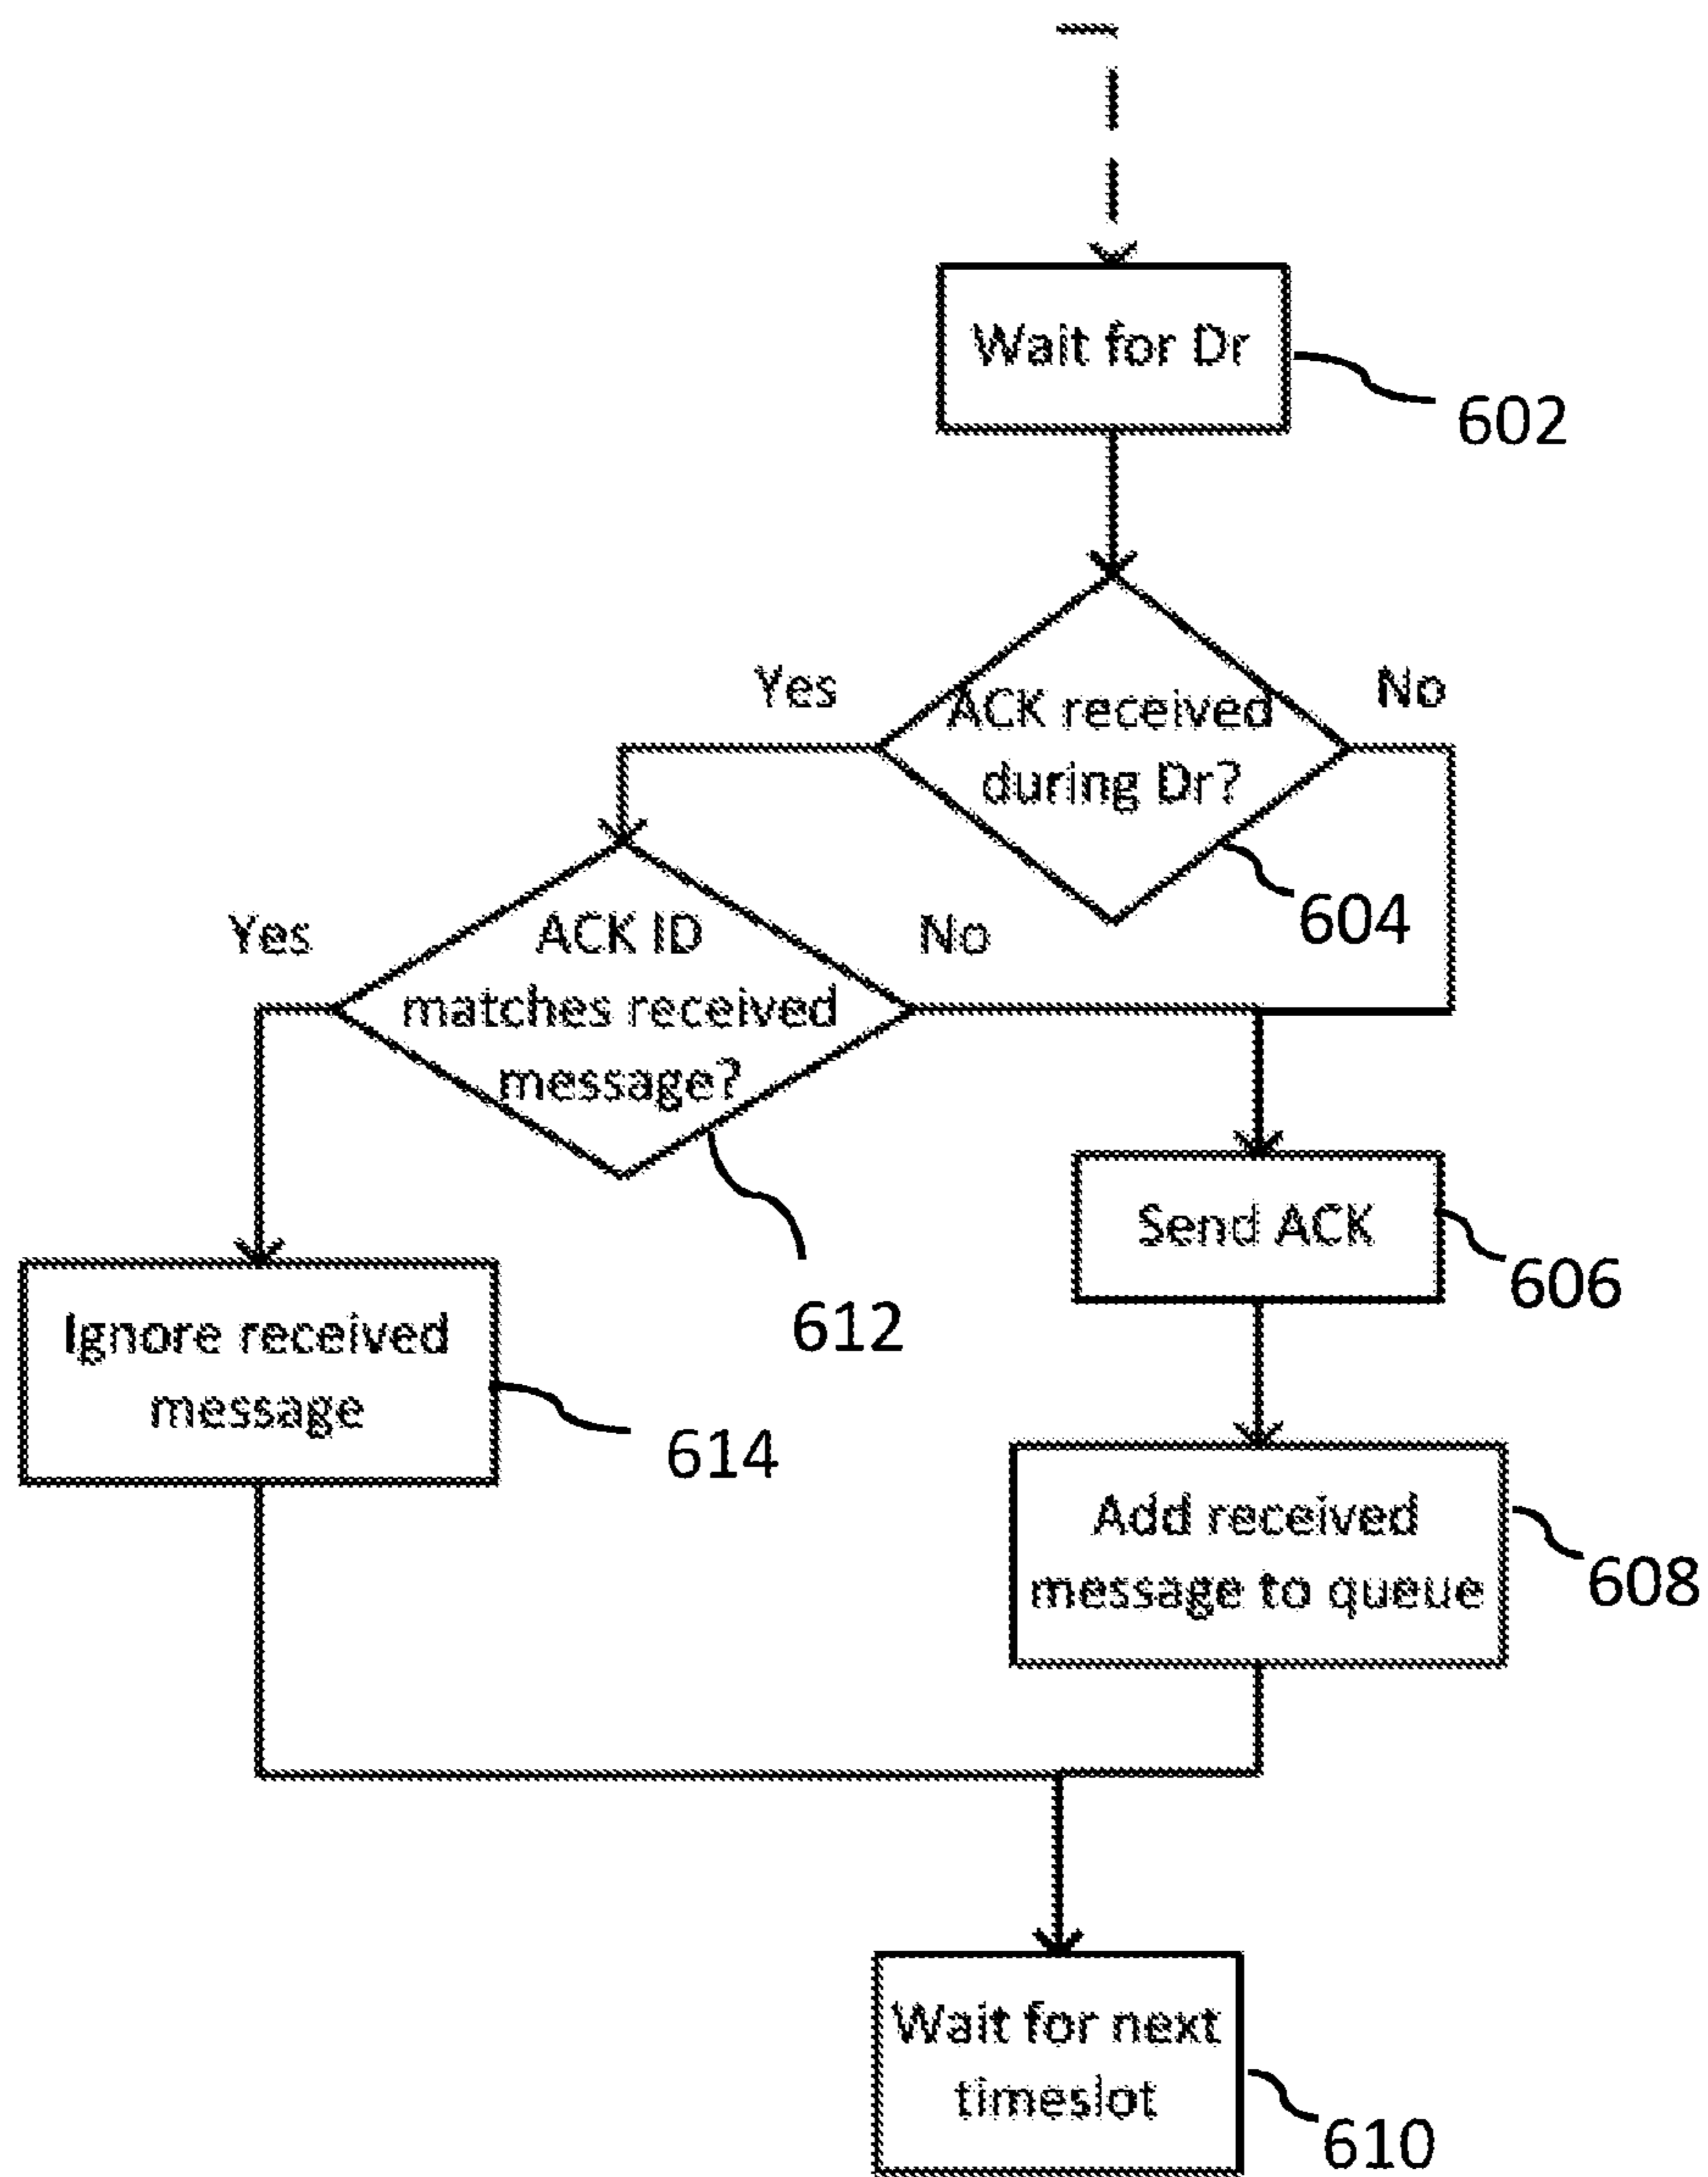 Wait for Dr
602
Yes
ACK received
during Dr?
No
604
Yes
ACK ID
matches received
message?
No
612
Send ACK
606
Ignore received
message
614
Add received
message to queue
608
Wait for next
timeslot
610